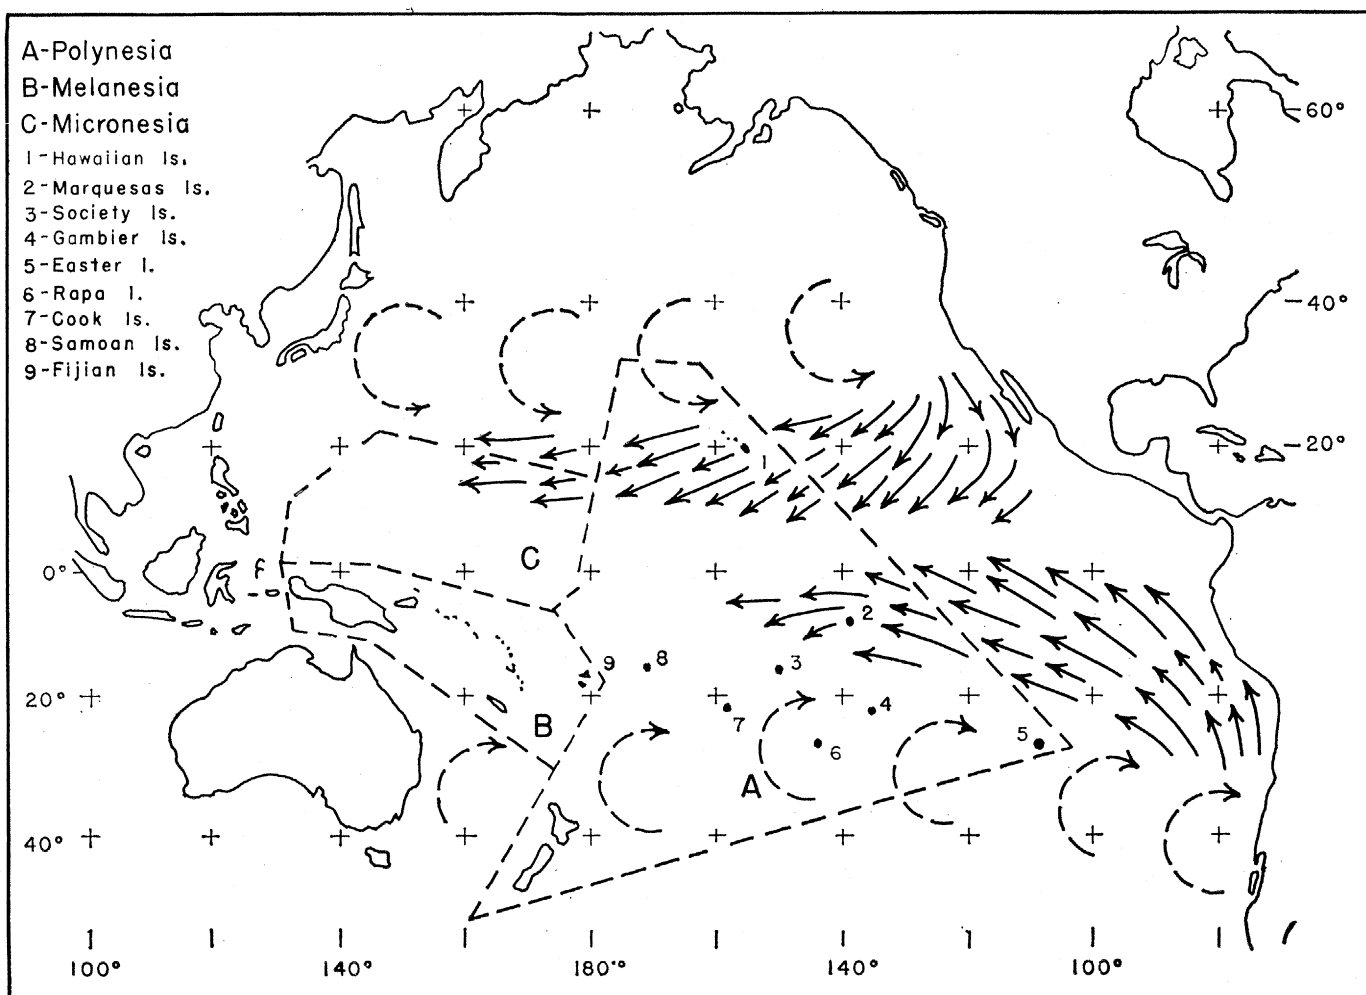 A-Polynesia
B-Melanesia
C-Micronesia
1-Hawaiian Is.
2-Marquesas Is.
3-Society Is.
4-Gambier Is.
5-Easter I.
6-Rapa I.
7-Cook Is.
8-Samoan Is.
9-Fijian Is.
60°
40°
20°
1
0°
C
2
9
8
3
20°
7
4
B
5
6
A
40°
100°
140°
180°
140°
100°